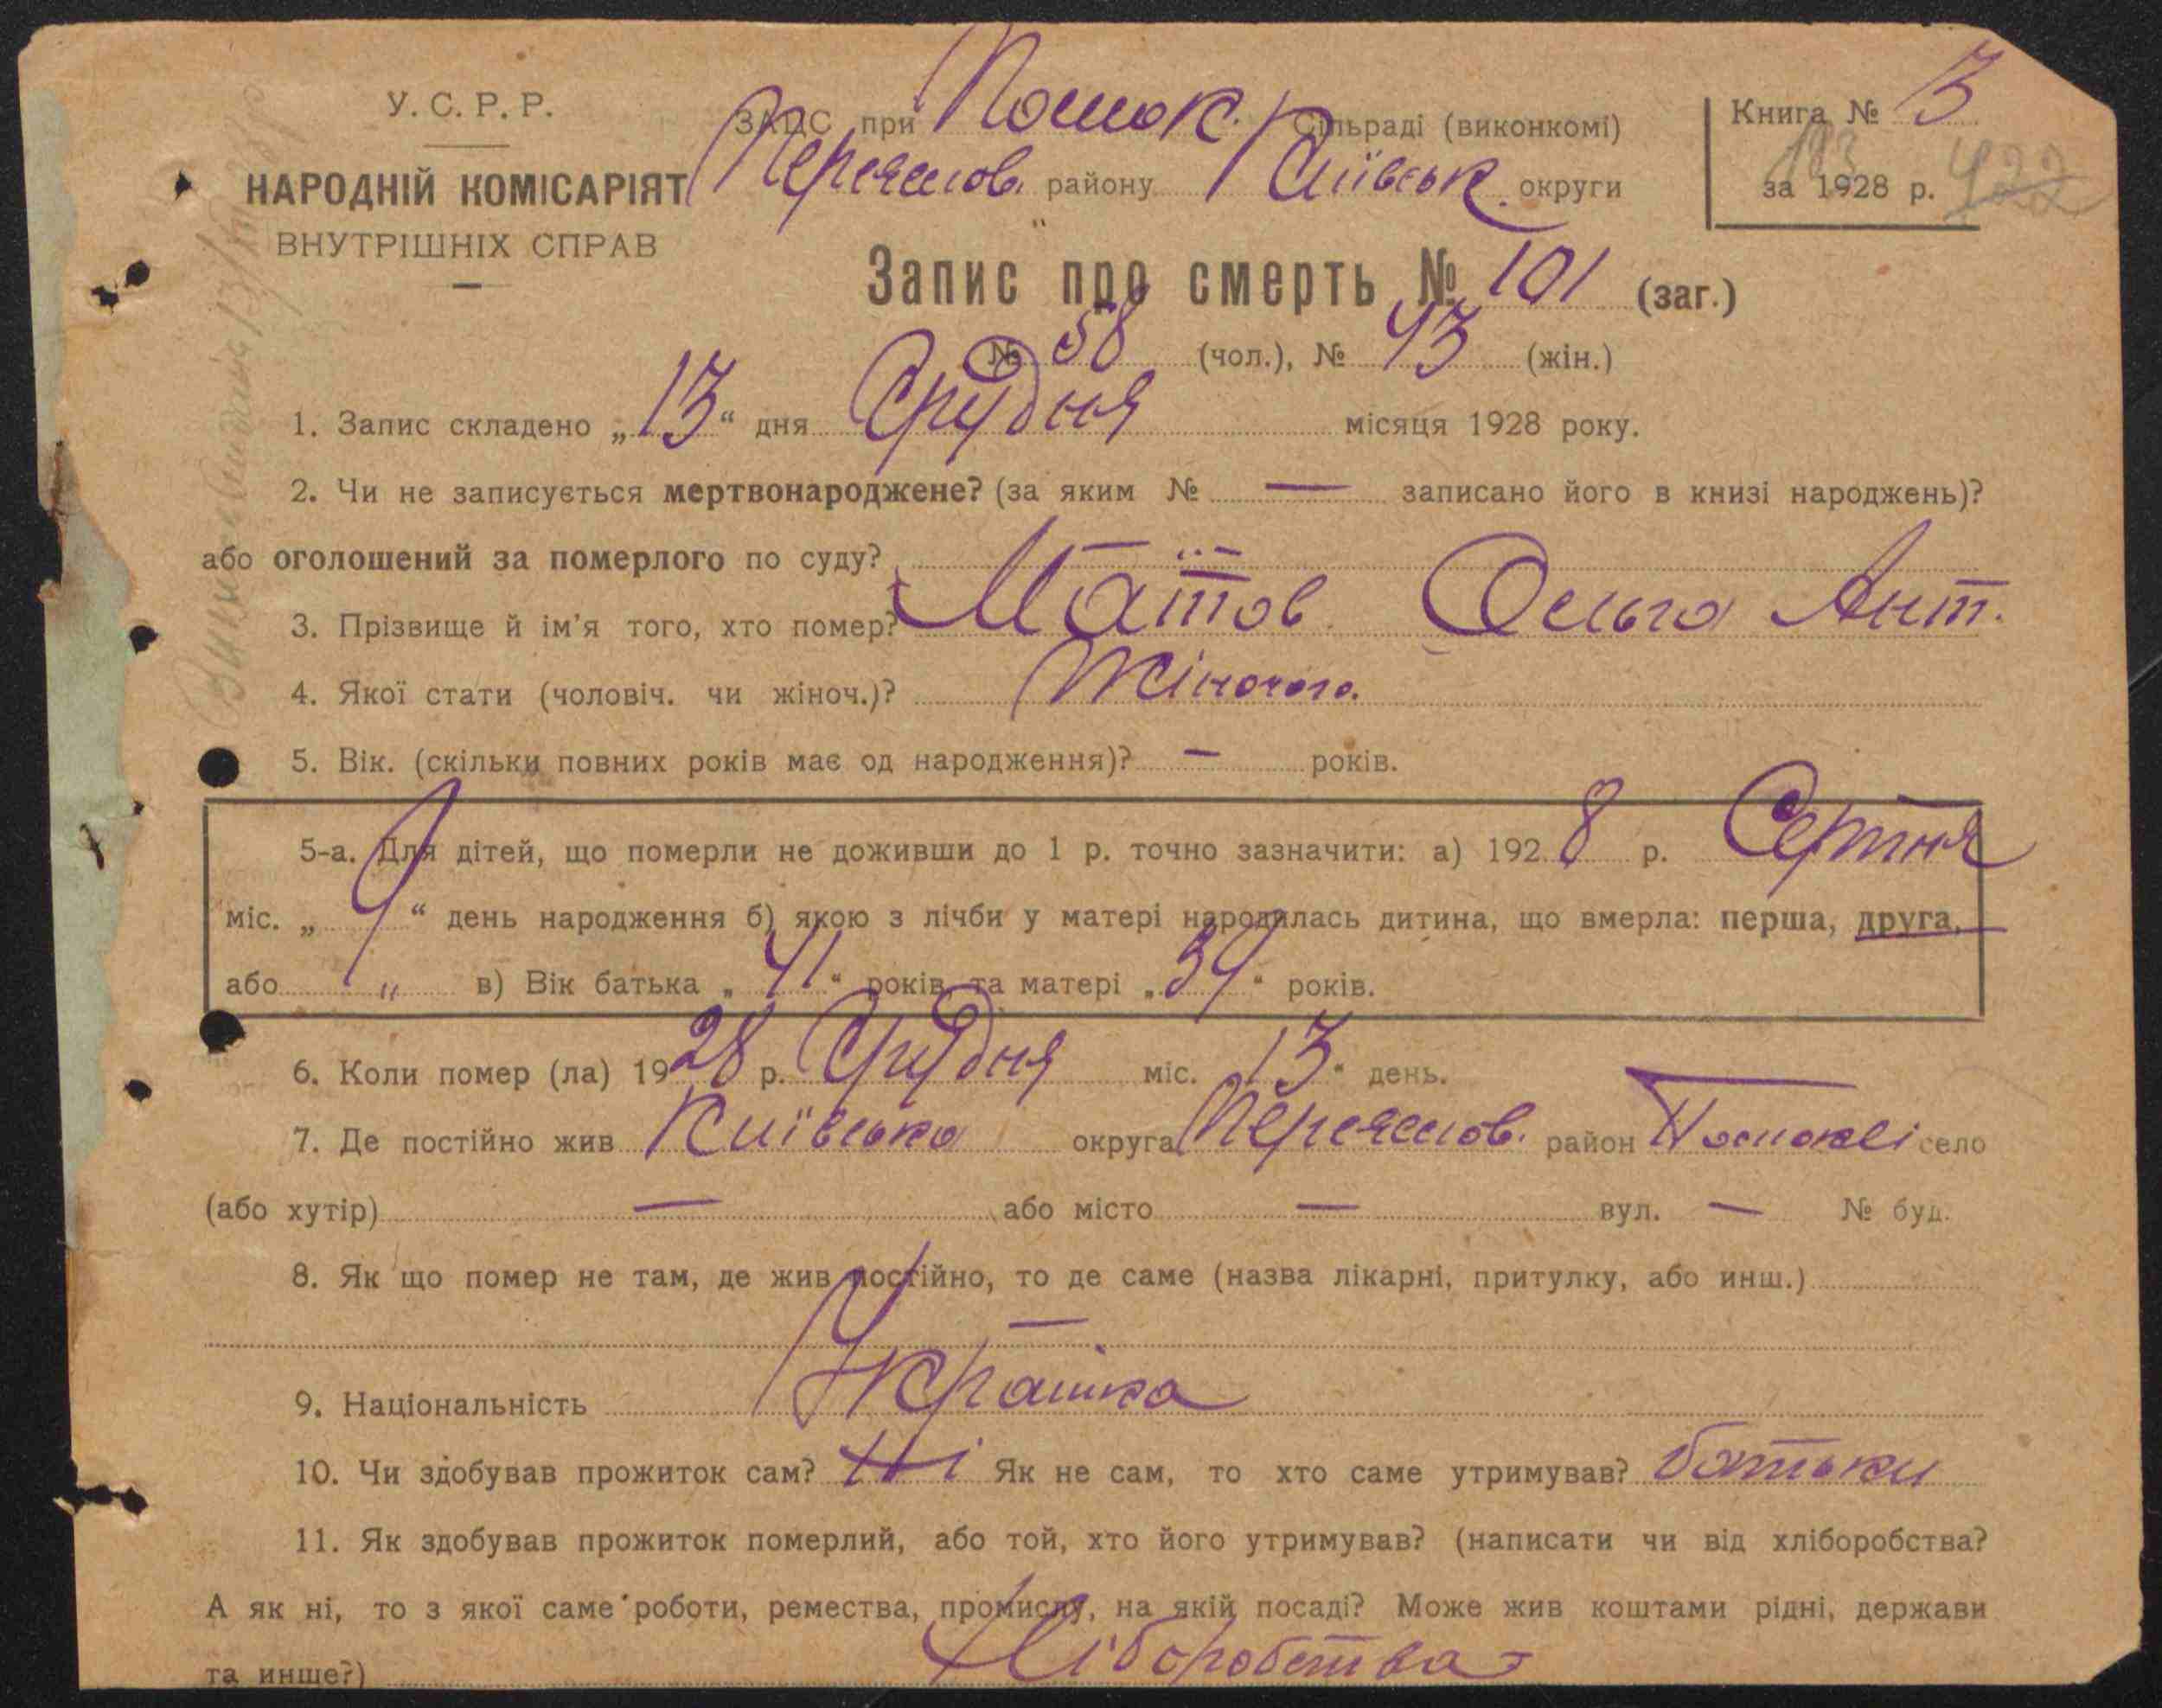 У. С. Р. Р.
НАРОДНІЙ КОМІСАРІЯТ
ВНУТРІШНІХ СПРАВ
ЗАЦС при Пошок. Сільраді (виконкомі)
Переяслов. району Київськ. округи
Книга № 3
за 1928 р.
183 422
Запис про смерть № 101 (заг.)
№ 58 (чол.), № 43 (жін.)
1. Запис складено „13“ дня Грудня місяця 1928 року.
2. Чи не записується мертвонароджене? (за яким № — записано його в книзі народжень)?
або оголошений за померлого по суду? —
3. Прізвище й ім'я того, хто помер? Матов Ольга Ант.
4. Якої стати (чоловіч. чи жіноч.)? Жіночого.
5. Вік. (скільки повних років має од народження)? — років.
5-а. Для дітей, що померли не доживши до 1 р. точно зазначити: а) 1928 р. Серпня
міс. „9“ день народження б) якою з лічби у матері народилась дитина, що вмерла: перша, друга,
або „ в) Вік батька „41“ років та матері „34“ років.
6. Коли помер (ла) 1928 р. Грудня міс. 13“ день.
7. Де постійно жив Київська округа Переяслов. район село
(або хутір) — або місто — вул. — № буд.
8. Як що помер не там, де жив постійно, то де саме (назва лікарні, притулку, або инш.)
—
9. Національність Українка
10. Чи здобував прожиток сам? Ні Як не сам, то хто саме утримував? батьки
11. Як здобував прожиток померлий, або той, хто його утримував? (написати чи від хліборобства?
А як ні, то з якої саме роботи, ремества, промислу, на якій посаді? Може жив коштами рідні, держави
та инше?) Хліборобства